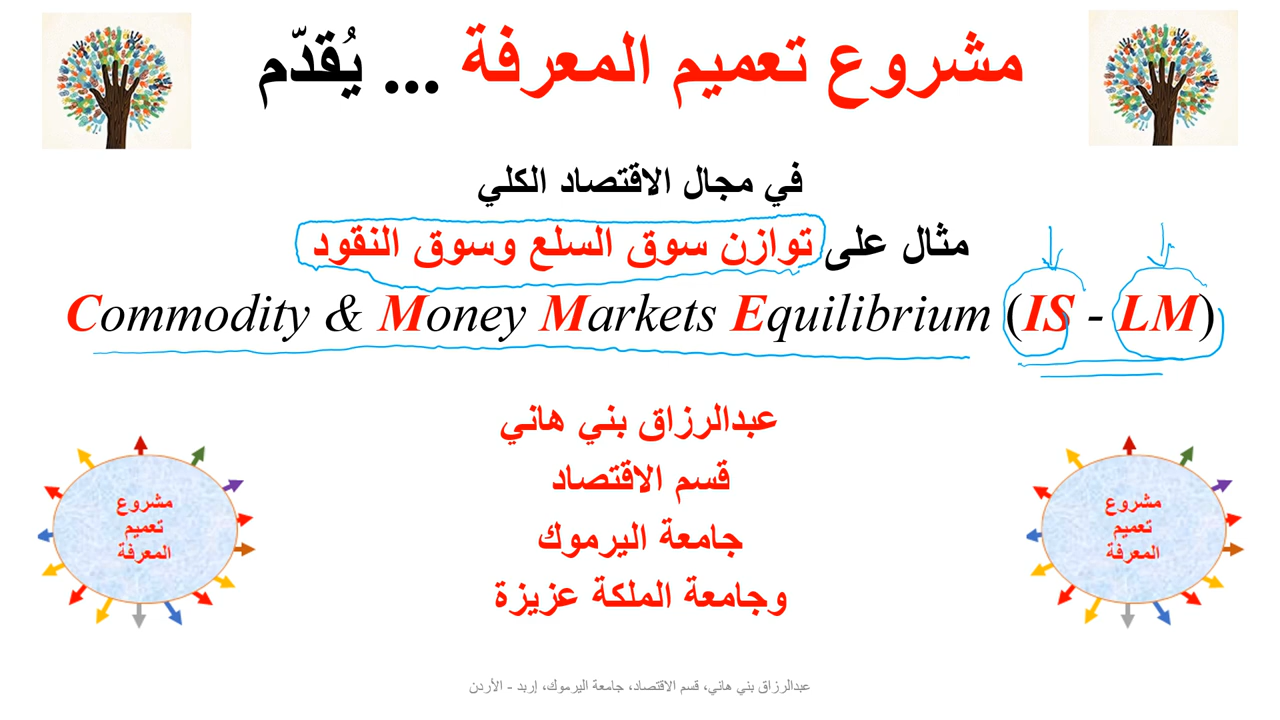 مشروع تعميم المعرفة ... يُقدّم
في مجال الاقتصاد الكلي
مثال على توازن سوق السلع وسوق النقود
Commodity & Money Markets Equilibrium (IS - LM)
عبدالرزاق بني هاني
قسم الاقتصاد
جامعة اليرموك
وجامعة الملكة عزيزة
مشروع
تعميم
المعرفة
مشروع
تعميم
المعرفة
عبدالرزاق بني هاني، قسم الاقتصاد، جامعة اليرموك، إربد - الأردن